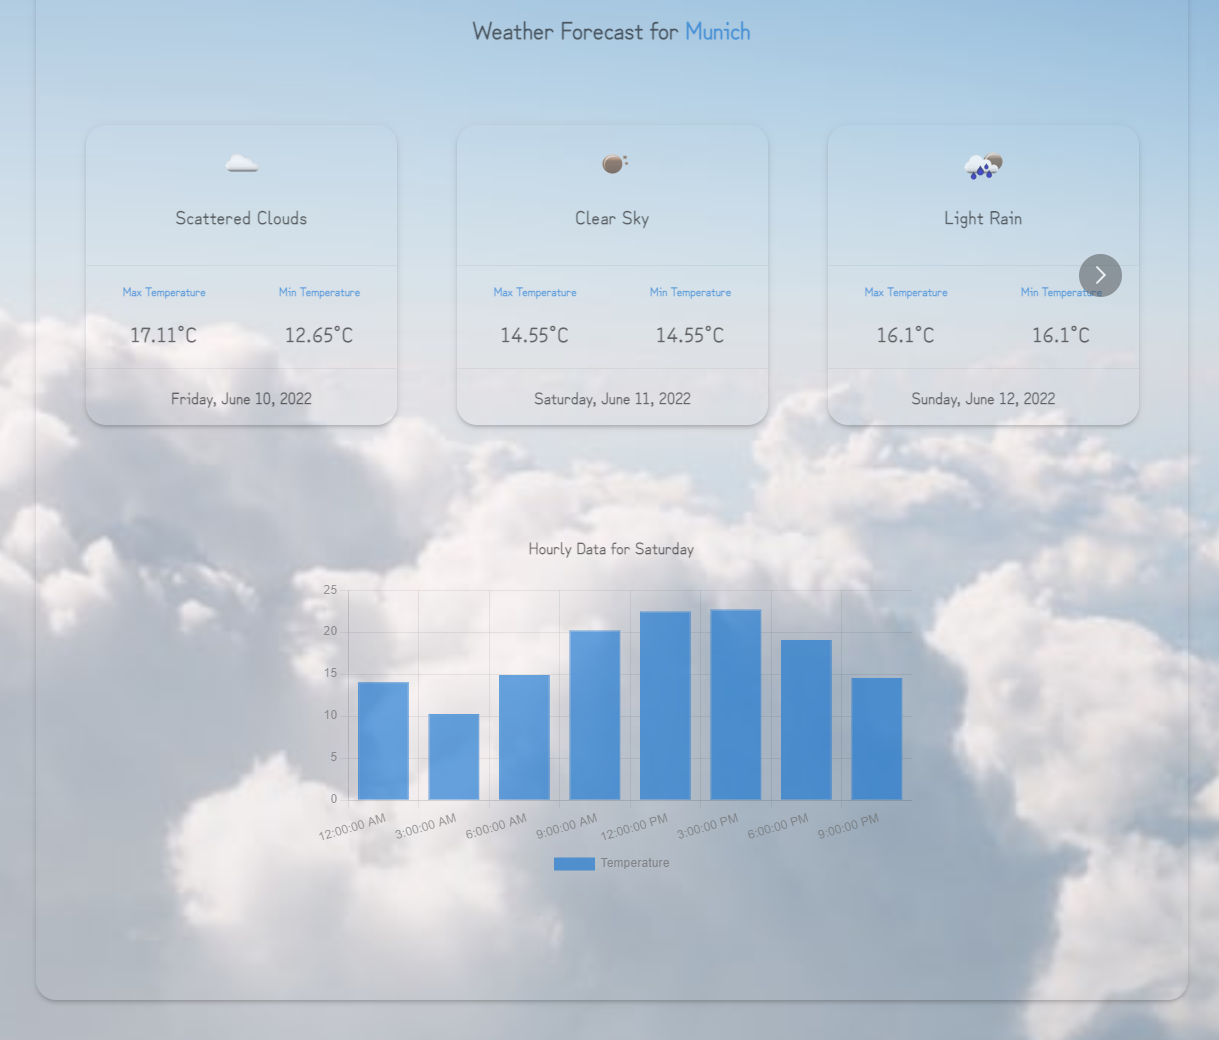 Weather Forecast for Munich
Scattered Clouds
Clear Sky
Light Rain
Max Temperature Min Temperature
17.11°C 12.65°C
Max Temperature Min Temperature
14.55°C 14.55°C
Max Temperature Min Temperature
16.1°C 16.1°C
Friday, June 10, 2022
Saturday, June 11, 2022
Sunday, June 12, 2022
Hourly Data for Saturday
25
20
15
10
5
0
12:00:00 AM 3:00:00 AM 6:00:00 AM 9:00:00 AM 12:00:00 PM 3:00:00 PM 6:00:00 PM 9:00:00 PM
Temperature